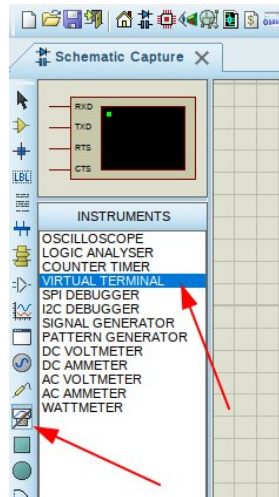 Schematic Capture
RXD
TXD
RTS
CTS
LBL
INSTRUMENTS
OSCILLOSCOPE
LOGIC ANALYSER
COUNTER TIMER
VIRTUAL TERMINAL
SPI DEBUGGER
I2C DEBUGGER
SIGNAL GENERATOR
PATTERN GENERATOR
DC VOLTMETER
DC AMMETER
AC VOLTMETER
AC AMMETER
WATTMETER